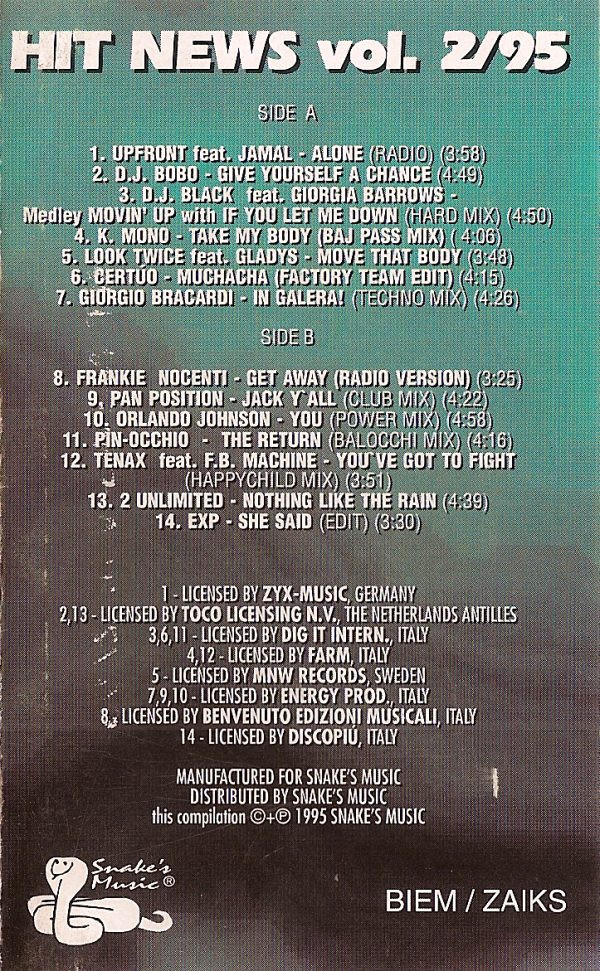 HIT NEWS vol. 2/95
SIDE A
1. UPFRONT feat. JAMAL - ALONE (RADIO) (3:58)
2. D.J. BOBO - GIVE YOURSELF A CHANCE (4:49)
3. D.J. BLACK feat. GIORGIA BARROWS -
Medley MOVIN' UP with IF YOU LET ME DOWN (HARD MIX) (4:50)
4. K. MONO - TAKE MY BODY (BAJ PASS MIX) ( 4:06)
5. LOOK TWICE feat. GLADYS - MOVE THAT BODY (3:48)
6. CERTÚO - MUCHACHA (FACTORY TEAM EDIT) (4:15)
7. GIORGIO BRACARDI - IN GALERA! (TECHNO MIX) (4:26)
SIDE B
8. FRANKIE NOCENTI - GET AWAY (RADIO VERSION) (3:25)
9. PAN POSITION - JACK Y`ALL (CLUB MIX) (4:22)
10. ORLANDO JOHNSON - YOU (POWER MIX) (4:58)
11. PIN-OCCHIO - THE RETURN (BALOCCHI MIX) (4:16)
12. TENAX feat. F.B. MACHINE - YOU`VE GOT TO FIGHT
(HAPPYCHILD MIX) (3:51)
13. 2 UNLIMITED - NOTHING LIKE THE RAIN (4:39)
14. EXP - SHE SAID (EDIT) (3:30)
1 - LICENSED BY ZYX-MUSIC, GERMANY
2,13 - LICENSED BY TOCO LICENSING N.V., THE NETHERLANDS ANTILLES
3,6,11 - LICENSED BY DIG IT INTERN., ITALY
4,12 - LICENSED BY FARM, ITALY
5 - LICENSED BY MNW RECORDS, SWEDEN
7,9,10 - LICENSED BY ENERGY PROD., ITALY
8, LICENSED BY BENVENUTO EDIZIONI MUSICALI, ITALY
14 - LICENSED BY DISCOPIÚ, ITALY
MANUFACTURED FOR SNAKE'S MUSIC
DISTRIBUTED BY SNAKE'S MUSIC
this compilation ©+℗ 1995 SNAKE'S MUSIC
Snake's
Music®
BIEM / ZAIKS